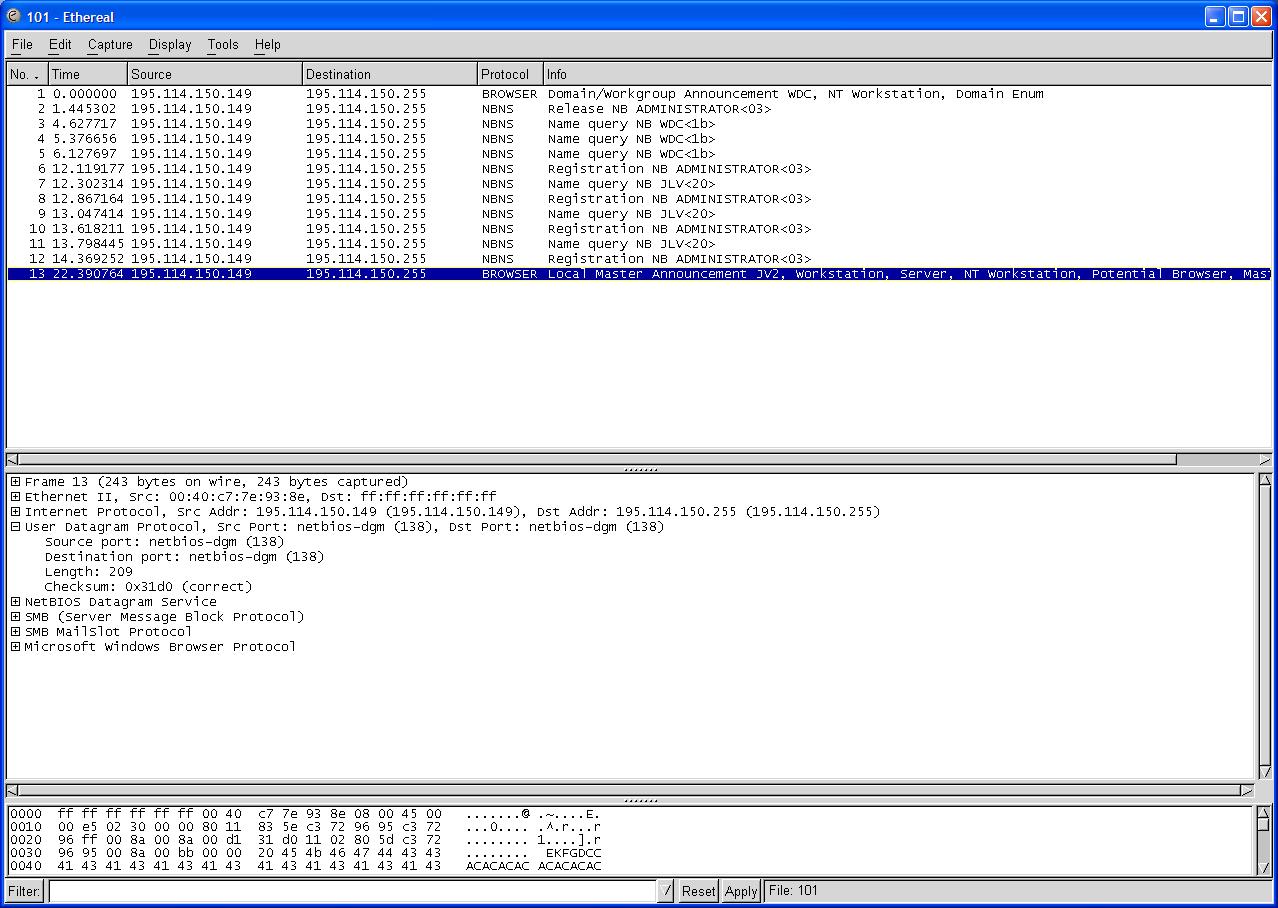 101 - Ethereal
File Edit Capture Display Tools Help
No. . Time Source Destination Protocol Info
1 0.000000 195.114.150.149 195.114.150.255 BROWSER Domain/Workgroup Announcement WDC, NT Workstation, Domain Enum
2 1.445302 195.114.150.149 195.114.150.255 NBNS Release NB ADMINISTRATOR<03>
3 4.627717 195.114.150.149 195.114.150.255 NBNS Name query NB WDC<1b>
4 5.376656 195.114.150.149 195.114.150.255 NBNS Name query NB WDC<1b>
5 6.127697 195.114.150.149 195.114.150.255 NBNS Name query NB WDC<1b>
6 12.119177 195.114.150.149 195.114.150.255 NBNS Registration NB ADMINISTRATOR<03>
7 12.302314 195.114.150.149 195.114.150.255 NBNS Name query NB JLV<20>
8 12.867164 195.114.150.149 195.114.150.255 NBNS Registration NB ADMINISTRATOR<03>
9 13.047414 195.114.150.149 195.114.150.255 NBNS Name query NB JLV<20>
10 13.618211 195.114.150.149 195.114.150.255 NBNS Registration NB ADMINISTRATOR<03>
11 13.798445 195.114.150.149 195.114.150.255 NBNS Name query NB JLV<20>
12 14.369252 195.114.150.149 195.114.150.255 NBNS Registration NB ADMINISTRATOR<03>
13 22.390764 195.114.150.149 195.114.150.255 BROWSER Local Master Announcement JV2, Workstation, Server, NT Workstation, Potential Browser, Mas
Frame 13 (243 bytes on wire, 243 bytes captured)
Ethernet II, Src: 00:40:c7:7e:93:8e, Dst: ff:ff:ff:ff:ff:ff
Internet Protocol, Src Addr: 195.114.150.149 (195.114.150.149), Dst Addr: 195.114.150.255 (195.114.150.255)
User Datagram Protocol, Src Port: netbios-dgm (138), Dst Port: netbios-dgm (138)
Source port: netbios-dgm (138)
Destination port: netbios-dgm (138)
Length: 209
Checksum: 0x31d0 (correct)
NetBIOS Datagram Service
SMB (Server Message Block Protocol)
SMB MailSlot Protocol
Microsoft Windows Browser Protocol
0000 ff ff ff ff ff ff 00 40 c7 7e 93 8e 08 00 45 00 .......@ .~....E.
0010 00 e5 02 30 00 00 80 11 83 5e c3 72 96 95 c3 72 ...0.... .^.r...r
0020 96 ff 00 8a 00 8a 00 d1 31 d0 11 02 80 5d c3 72 ........ 1....].r
0030 96 95 00 8a 00 bb 00 00 20 45 4b 46 47 44 43 43 ........ EKFGDCC
0040 41 43 41 43 41 43 41 43 41 43 41 43 41 43 41 43 ACACACAC ACACACAC
Filter: Reset Apply File: 101